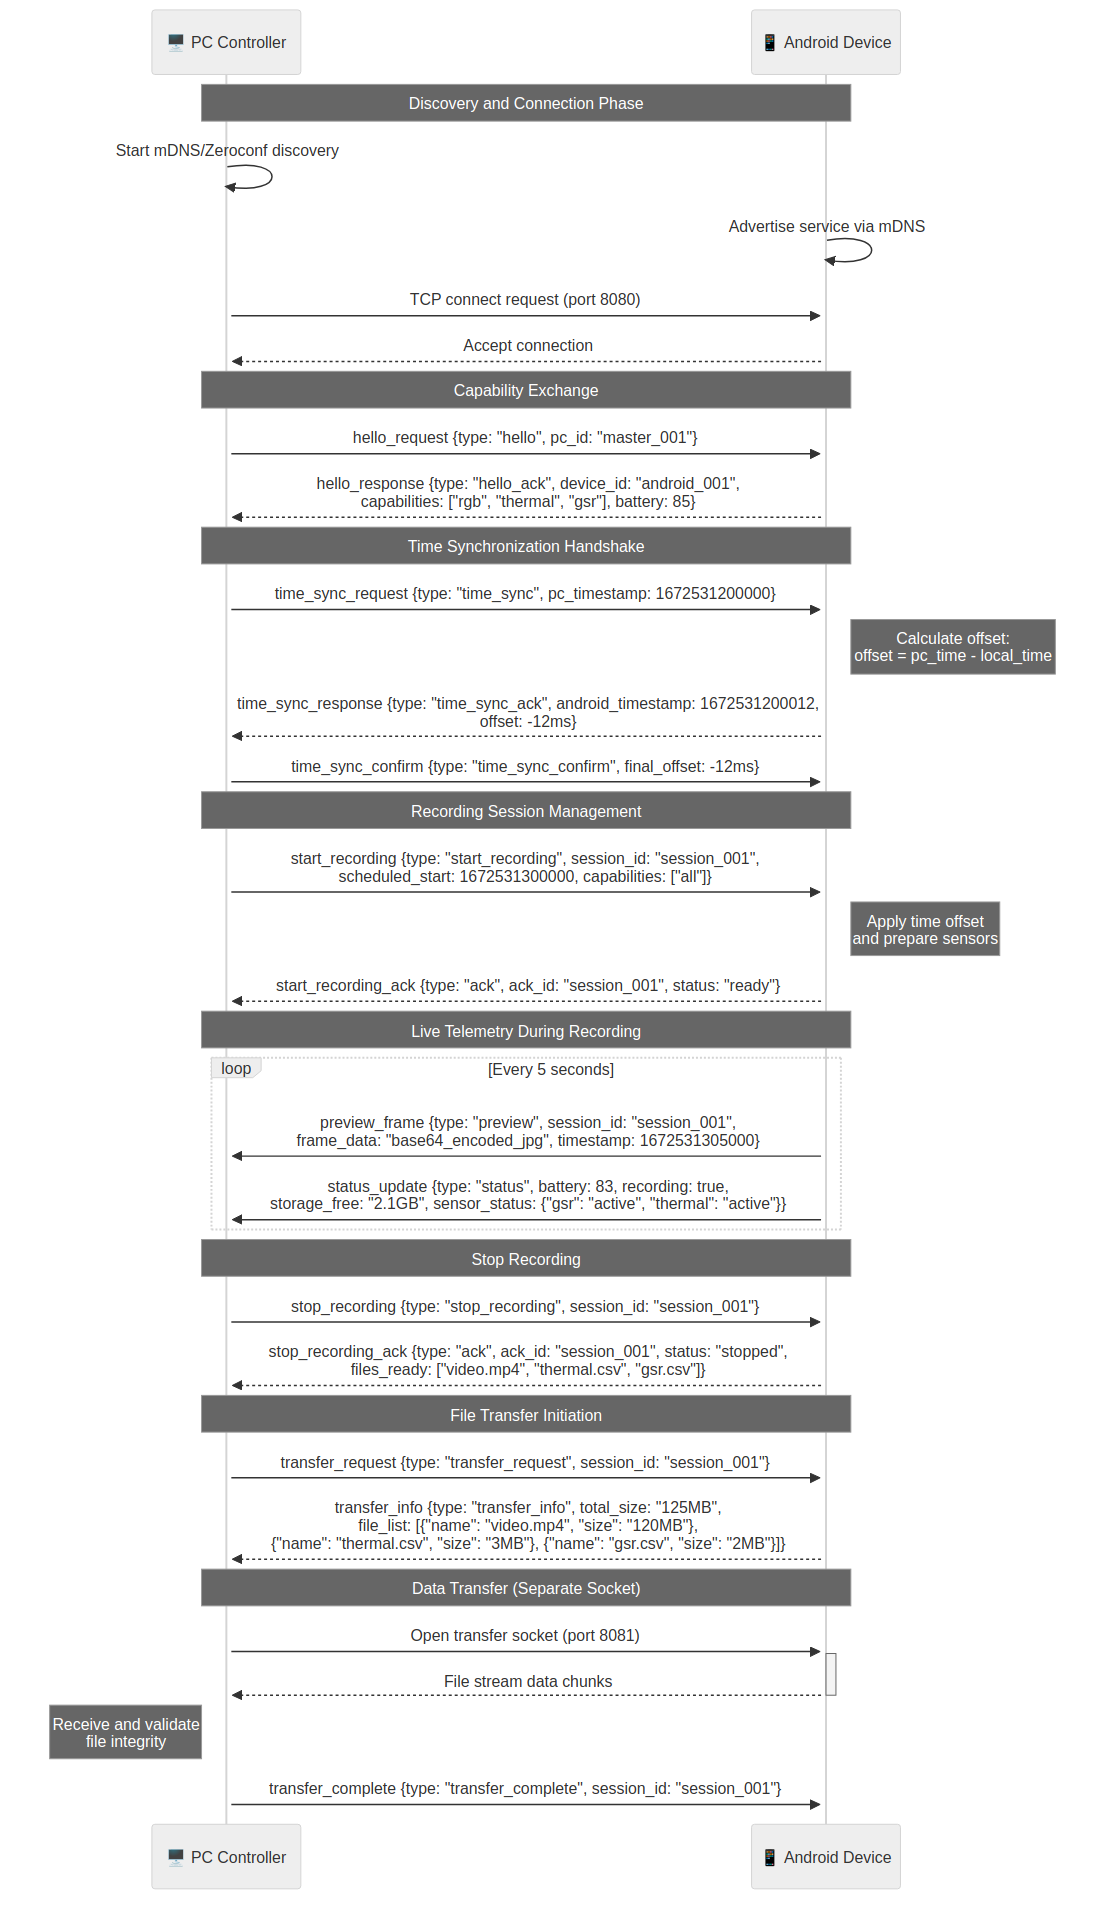 🖥️ PC Controller
📱 Android Device
Discovery and Connection Phase
Start mDNS/Zeroconf discovery
Advertise service via mDNS
TCP connect request (port 8080)
Accept connection
Capability Exchange
hello_request {type: "hello", pc_id: "master_001"}
hello_response {type: "hello_ack", device_id: "android_001",
capabilities: ["rgb", "thermal", "gsr"], battery: 85}
Time Synchronization Handshake
time_sync_request {type: "time_sync", pc_timestamp: 1672531200000}
Calculate offset:
offset = pc_time - local_time
time_sync_response {type: "time_sync_ack", android_timestamp: 1672531200012,
offset: -12ms}
time_sync_confirm {type: "time_sync_confirm", final_offset: -12ms}
Recording Session Management
start_recording {type: "start_recording", session_id: "session_001",
scheduled_start: 1672531300000, capabilities: ["all"]}
Apply time offset
and prepare sensors
start_recording_ack {type: "ack", ack_id: "session_001", status: "ready"}
Live Telemetry During Recording
loop
[Every 5 seconds]
preview_frame {type: "preview", session_id: "session_001",
frame_data: "base64_encoded_jpg", timestamp: 1672531305000}
status_update {type: "status", battery: 83, recording: true,
storage_free: "2.1GB", sensor_status: {"gsr": "active", "thermal": "active"}}
Stop Recording
stop_recording {type: "stop_recording", session_id: "session_001"}
stop_recording_ack {type: "ack", ack_id: "session_001", status: "stopped",
files_ready: ["video.mp4", "thermal.csv", "gsr.csv"]}
File Transfer Initiation
transfer_request {type: "transfer_request", session_id: "session_001"}
transfer_info {type: "transfer_info", total_size: "125MB",
file_list: [{"name": "video.mp4", "size": "120MB"},
{"name": "thermal.csv", "size": "3MB"}, {"name": "gsr.csv", "size": "2MB"}]}
Data Transfer (Separate Socket)
Open transfer socket (port 8081)
File stream data chunks
Receive and validate
file integrity
transfer_complete {type: "transfer_complete", session_id: "session_001"}
🖥️ PC Controller
📱 Android Device